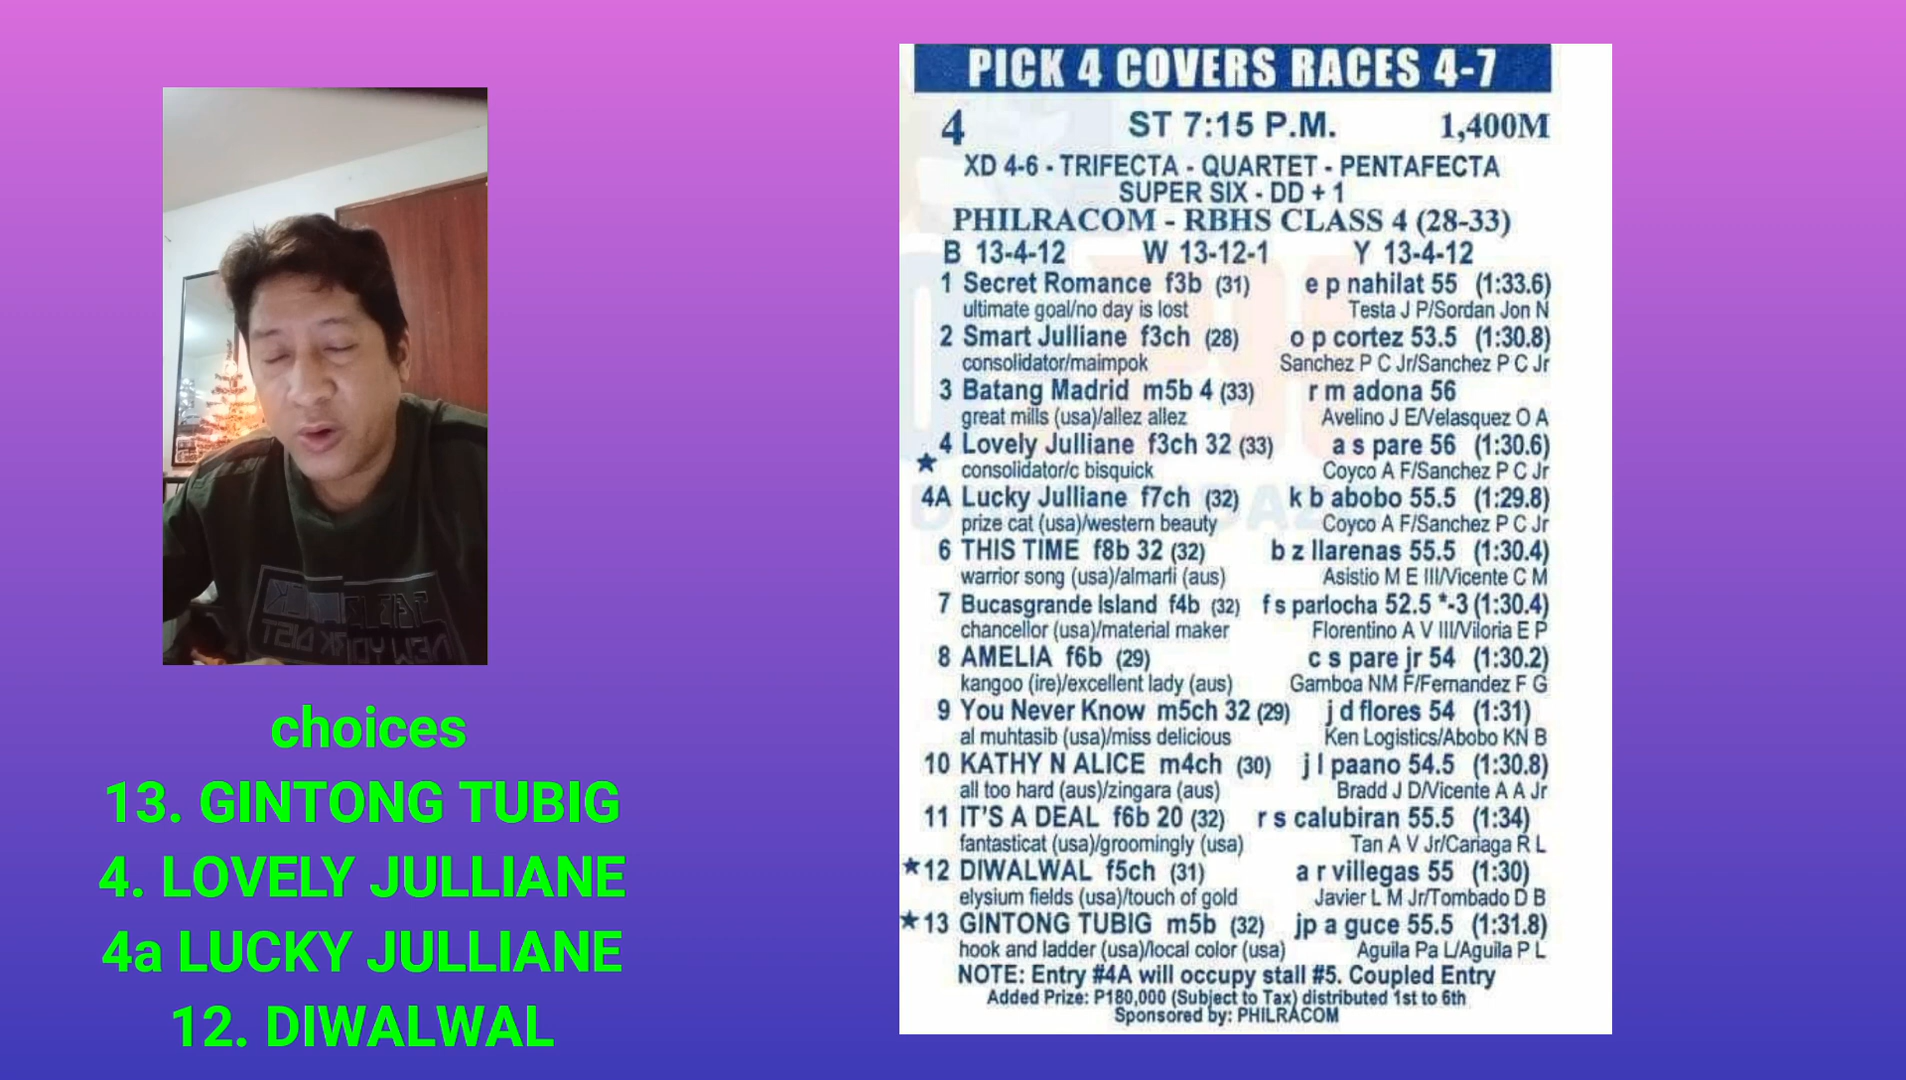 PICK 4 COVERS RACES 4-7
4 ST 7:15 P.M. 1,400M
XD 4-6 - TRIFECTA - QUARTET - PENTAFECTA
SUPER SIX - DD + 1
PHILRACOM - RBHS CLASS 4 (28-33)
B 13-4-12 W 13-12-1 Y 13-4-12
1 Secret Romance f3b (31) e p nahilat 55 (1:33.6)
ultimate goal/no day is lost Testa J P/Sordan Jon N
2 Smart Julliane f3ch (28) o p cortez 53.5 (1:30.8)
consolidator/maimpok Sanchez P C Jr/Sanchez P C Jr
3 Batang Madrid m5b 4 (33) r m adona 56
great mills (usa)/allez allez Avelino J E/Velasquez O A
4 Lovely Julliane f3ch 32 (33) a s pare 56 (1:30.6)
★ consolidator/c bisquick Coyco A F/Sanchez P C Jr
4A Lucky Julliane f7ch (32) k b abobo 55.5 (1:29.8)
prize cat (usa)/western beauty Coyco A F/Sanchez P C Jr
6 THIS TIME f8b 32 (32) b z llarenas 55.5 (1:30.4)
warrior song (usa)/almarli (aus) Asistio M E III/Vicente C M
7 Bucasgrande Island f4b (32) f s parlocha 52.5 *-3 (1:30.4)
chancellor (usa)/material maker Florentino A V III/Viloria E P
8 AMELIA f6b (29) c s pare jr 54 (1:30.2)
kangoo (ire)/excellent lady (aus) Gamboa NM F/Fernandez F G
9 You Never Know m5ch 32 (29) j d flores 54 (1:31)
al muhtasib (usa)/miss delicious Ken Logistics/Abobo KN B
10 KATHY N ALICE m4ch (30) j l paano 54.5 (1:30.8)
all too hard (aus)/zingara (aus) Bradd J D/Vicente A A Jr
11 IT'S A DEAL f6b 20 (32) r s calubiran 55.5 (1:34)
fantasticat (usa)/groomingly (usa) Tan A V Jr/Cariaga R L
★12 DIWALWAL f5ch (31) a r villegas 55 (1:30)
elysium fields (usa)/touch of gold Javier L M Jr/Tombado D B
★13 GINTONG TUBIG m5b (32) jp a guce 55.5 (1:31.8)
hook and ladder (usa)/local color (usa) Aguila Pa L/Aguila P L
NOTE: Entry #4A will occupy stall #5. Coupled Entry
Added Prize: P180,000 (Subject to Tax) distributed 1st to 6th
Sponsored by: PHILRACOM
NEW YORK DIST
choices
13. GINTONG TUBIG
4. LOVELY JULLIANE
4a LUCKY JULLIANE
12. DIWALWAL